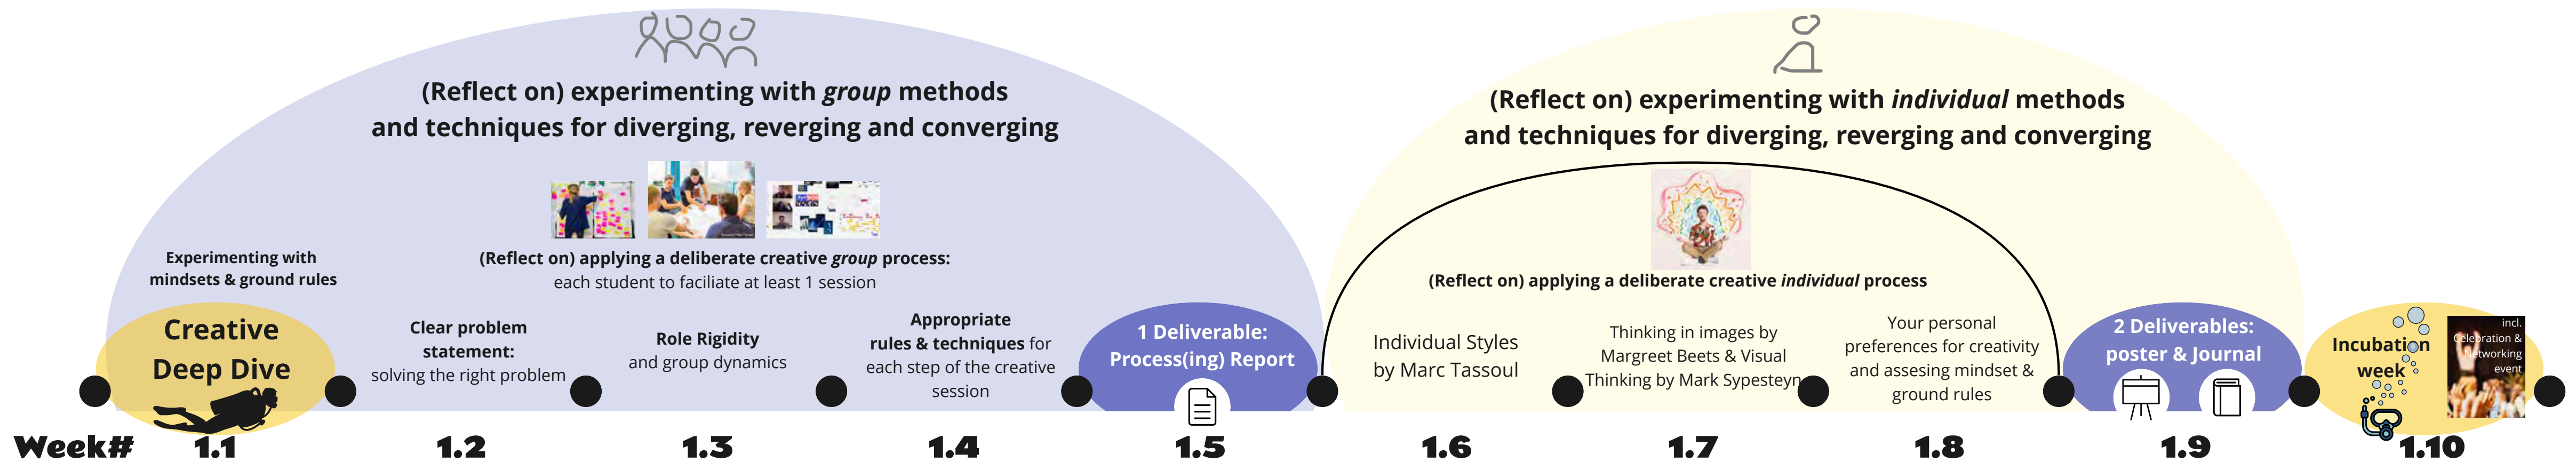 (Reflect on) experimenting with group methods
and techniques for diverging, reverging and converging
Experimenting with
mindsets & ground rules
(Reflect on) applying a deliberate creative group process:
each student to faciliate at least 1 session
Creative
Deep Dive
Clear problem
statement:
solving the right problem
Role Rigidity
and group dynamics
Appropriate
rules & techniques for
each step of the creative
session
1 Deliverable:
Process(ing) Report
(Reflect on) experimenting with individual methods
and techniques for diverging, reverging and converging
(Reflect on) applying a deliberate creative individual process
Individual Styles
by Marc Tassoul
Thinking in images by
Margreet Beets & Visual
Thinking by Mark Sypesteyn
Your personal
preferences for creativity
and assesing mindset &
ground rules
2 Deliverables:
poster & Journal
Incubation
week
incl.
Celebration &
Networking
event
Week# 1.1 1.2 1.3 1.4 1.5 1.6 1.7 1.8 1.9 1.10